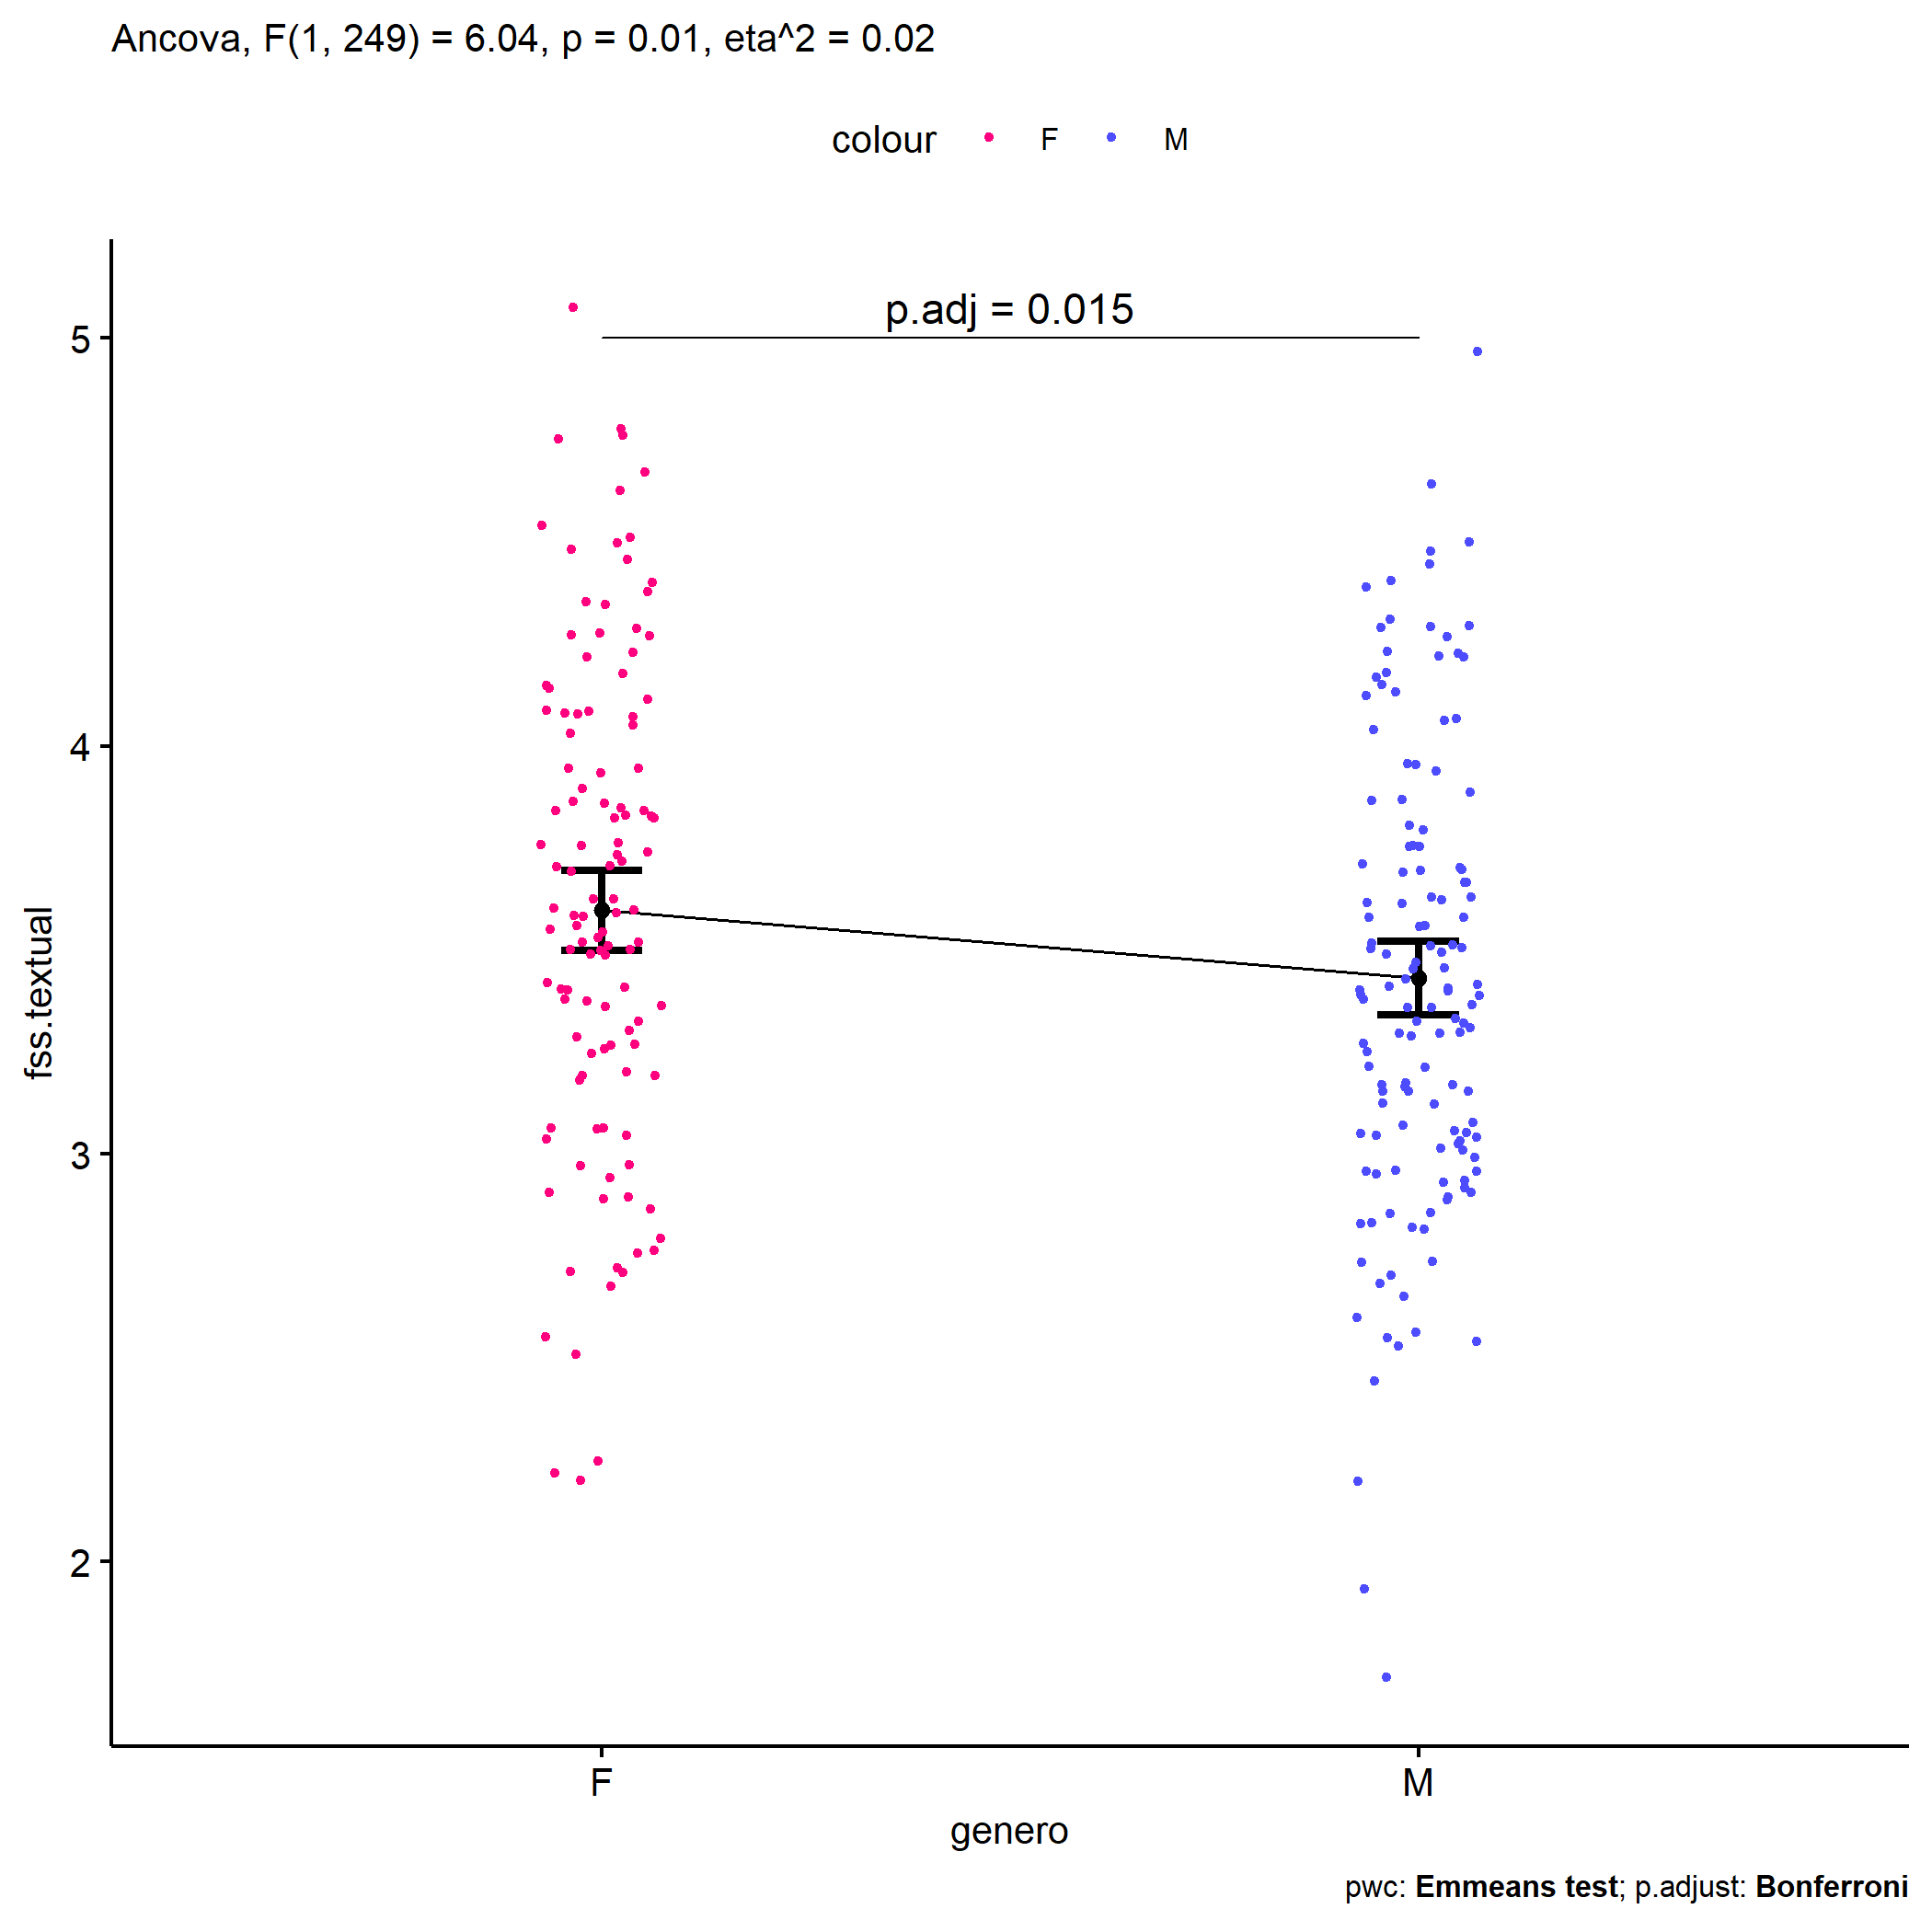 Ancova, F(1, 249) = 6.04, p = 0.01, eta^2 = 0.02
colour F M
p.adj = 0.015
5
4
3
2
fss.textual
F M
genero
pwc: Emmeans test; p.adjust: Bonferroni